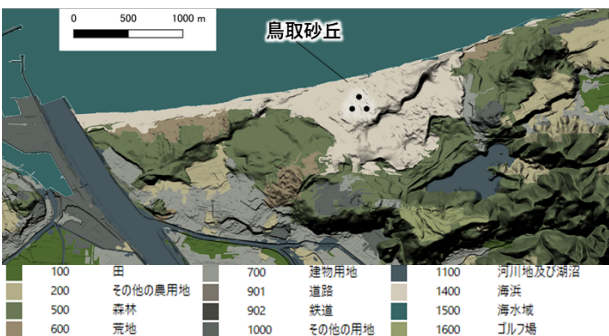 0 500 1000 m
鳥取砂丘
100 田 700 建物用地 1100 河川地及び湖沼
200 その他の農用地 901 道路 1400 海浜
500 森林 902 鉄道 1500 海水域
600 荒地 1000 その他の用地 1600 ゴルフ場